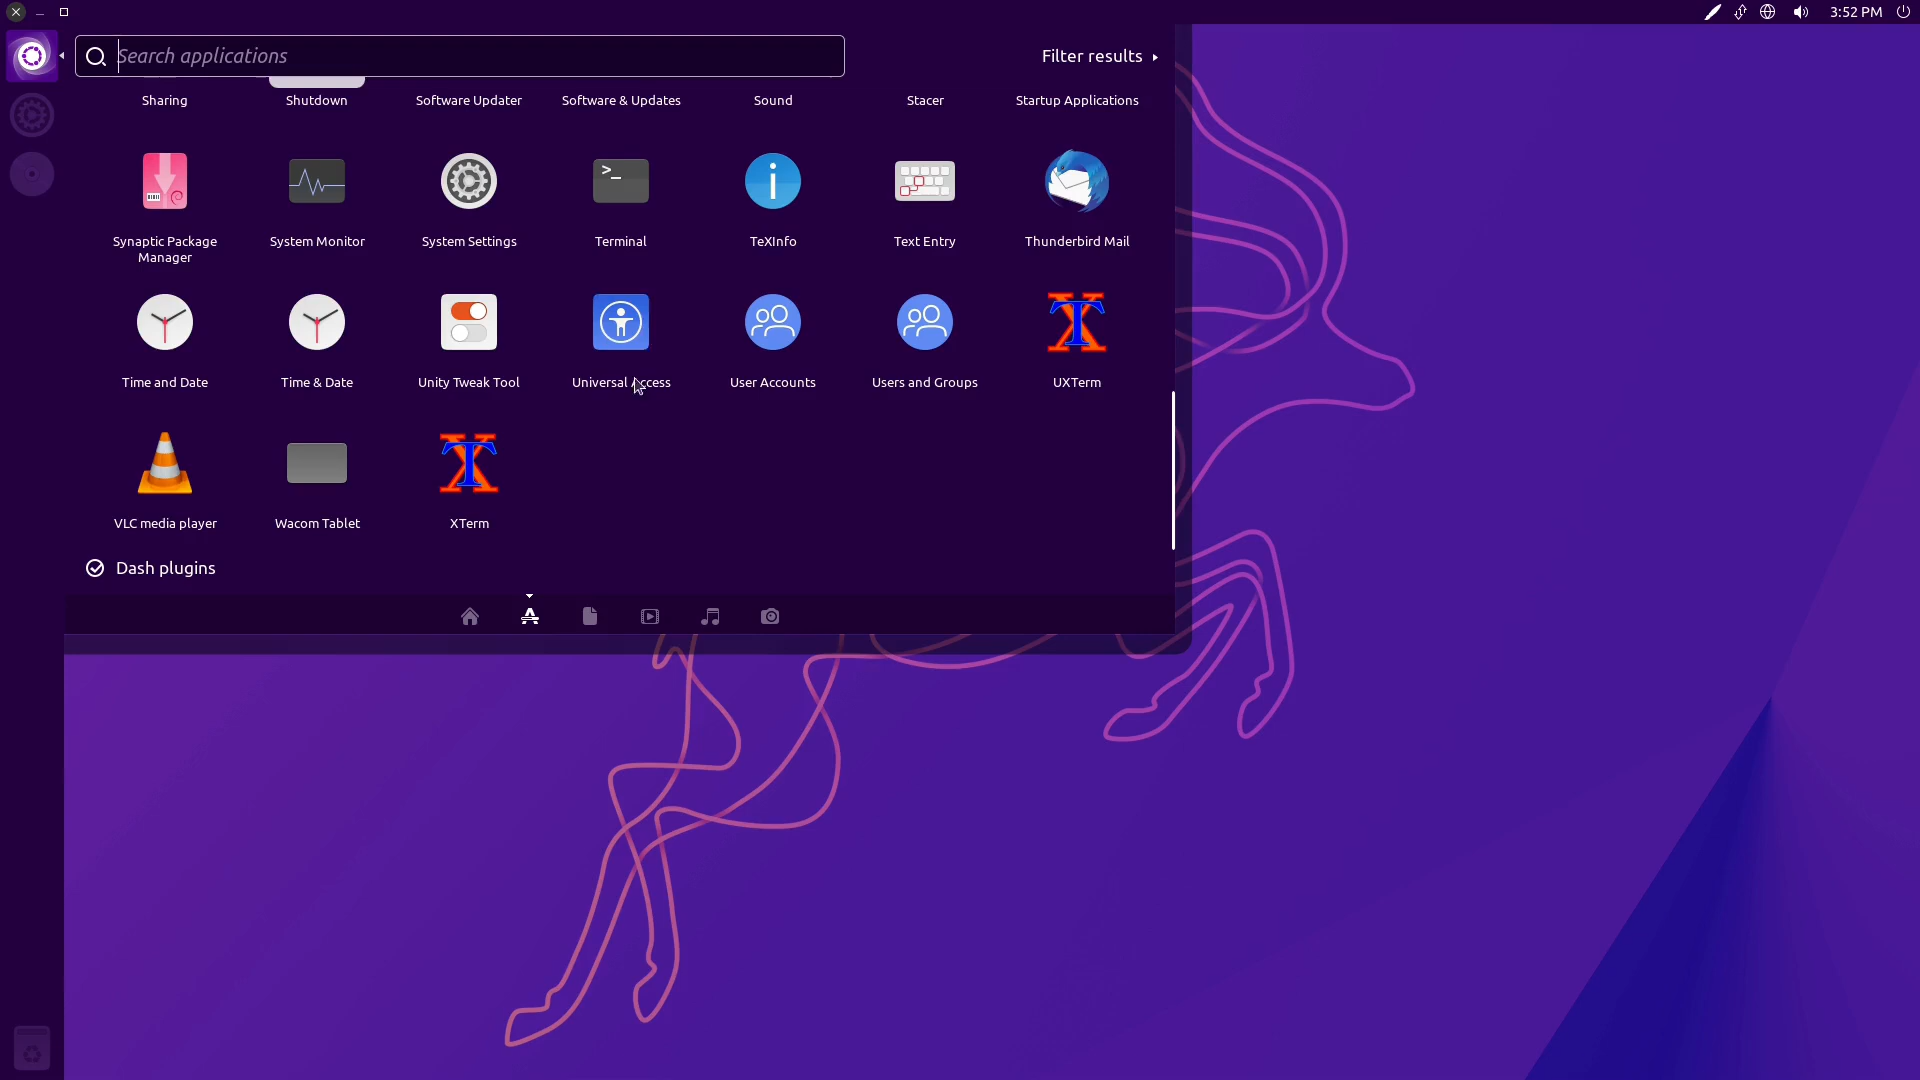 3:52 PM
Search applications
Filter results
Sharing
Shutdown
Software Updater
Software & Updates
Sound
Stacer
Startup Applications
>_
i
Synaptic Package
Manager
System Monitor
System Settings
Terminal
TeXInfo
Text Entry
Thunderbird Mail
Time and Date
Time & Date
Unity Tweak Tool
Universal Access
User Accounts
Users and Groups
UXTerm
VLC media player
Wacom Tablet
XTerm
Dash plugins